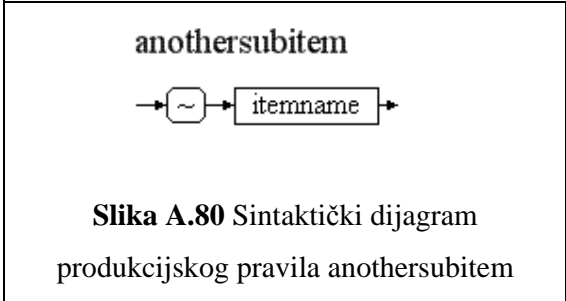 anothersubitem
~ itemname
Slika A.80 Sintaktički dijagram
produkcijskog pravila anothersubitem